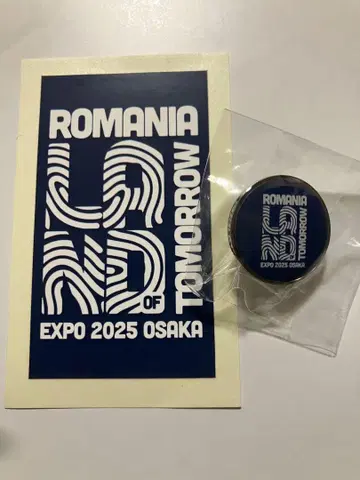 ROMANIA
LAND
OF
TOMORROW
EXPO 2025 OSAKA
ROMANIA
LAND
TOMORROW
EXPO 2025 OSAKA